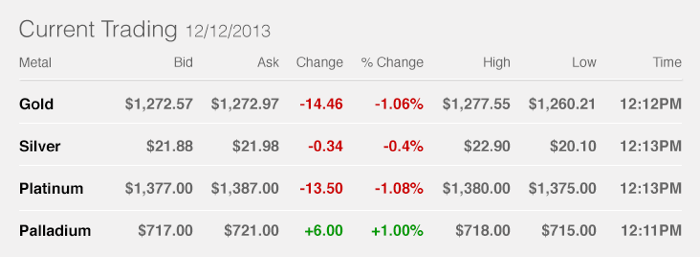 Current Trading 12/12/2013
Metal Bid Ask Change % Change High Low Time
Gold $1,272.57 $1,272.97 -14.46 -1.06% $1,277.55 $1,260.21 12:12PM
Silver $21.88 $21.98 -0.34 -0.4% $22.90 $20.10 12:13PM
Platinum $1,377.00 $1,387.00 -13.50 -1.08% $1,380.00 $1,375.00 12:13PM
Palladium $717.00 $721.00 +6.00 +1.00% $718.00 $715.00 12:11PM